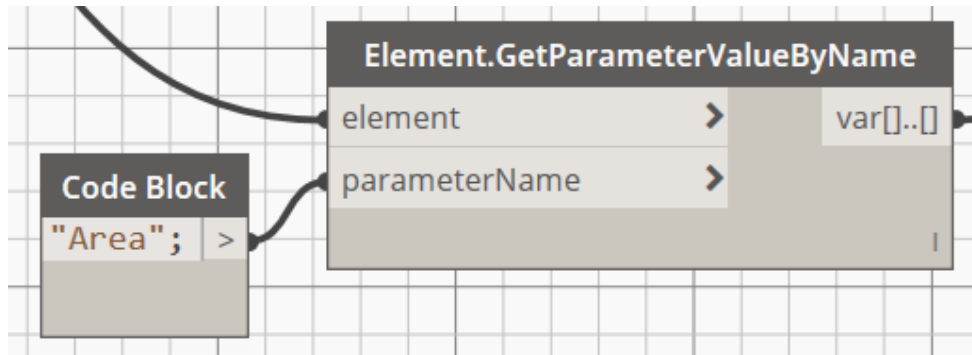 Element.GetParameterValueByName
element > var[]..[]
parameterName >
Code Block
"Area"; >